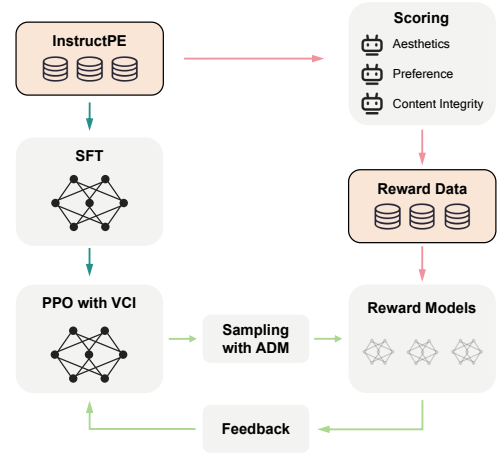 InstructPE
Scoring
Aesthetics
Preference
Content Integrity
SFT
Reward Data
PPO with VCI
Sampling
with ADM
Reward Models
Feedback